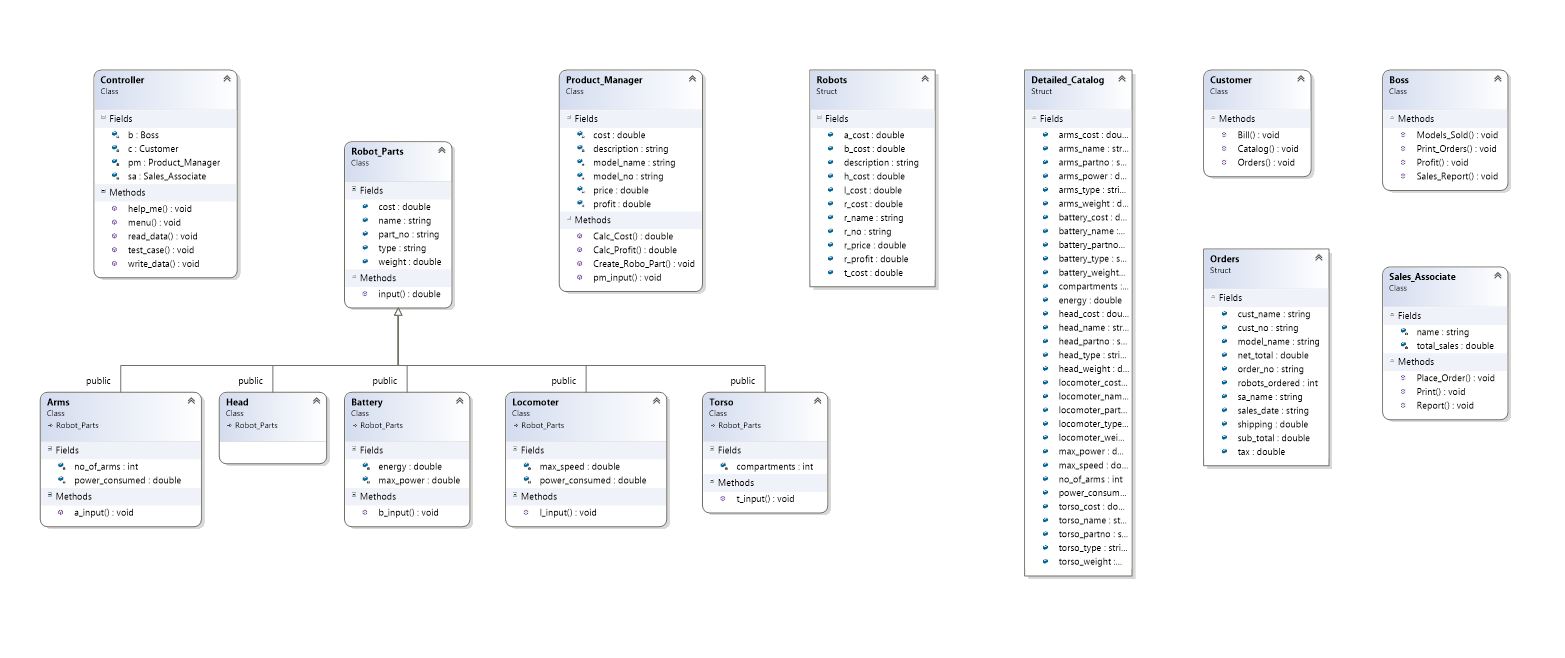 Controller
Class
Fields
b : Boss
c : Customer
pm : Product_Manager
sa : Sales_Associate
Methods
help_me() : void
menu() : void
read_data() : void
test_case() : void
write_data() : void
Robot_Parts
Class
Fields
cost : double
name : string
part_no : string
type : string
weight : double
Methods
input() : double
Product_Manager
Class
Fields
cost : double
description : string
model_name : string
model_no : string
price : double
profit : double
Methods
Calc_Cost() : double
Calc_Profit() : double
Create_Robo_Part() : void
pm_input() : void
Robots
Struct
Fields
a_cost : double
b_cost : double
description : string
h_cost : double
l_cost : double
r_cost : double
r_name : string
r_no : string
r_price : double
r_profit : double
t_cost : double
Detailed_Catalog
Struct
Fields
arms_cost : dou...
arms_name : str...
arms_partno : s...
arms_power : d...
arms_type : stri...
arms_weight : d...
battery_cost : d...
battery_name :...
battery_partno...
battery_type : s...
battery_weight...
compartments :...
energy : double
head_cost : dou...
head_name : str...
head_partno : s...
head_type : stri...
head_weight : d...
locomoter_cost...
locomoter_nam...
locomoter_part...
locomoter_type...
locomoter_wei...
max_power : d...
max_speed : do...
no_of_arms : int
power_consum...
torso_cost : do...
torso_name : st...
torso_partno : s...
torso_type : stri...
torso_weight :...
Customer
Class
Methods
Bill() : void
Catalog() : void
Orders() : void
Boss
Class
Methods
Models_Sold() : void
Print_Orders() : void
Profit() : void
Sales_Report() : void
Orders
Struct
Fields
cust_name : string
cust_no : string
model_name : string
net_total : double
order_no : string
robots_ordered : int
sa_name : string
sales_date : string
shipping : double
sub_total : double
tax : double
Sales_Associate
Class
Fields
name : string
total_sales : double
Methods
Place_Order() : void
Print() : void
Report() : void
public
public
public
public
public
Arms
Class
Robot_Parts
Fields
no_of_arms : int
power_consumed : double
Methods
a_input() : void
Head
Class
Robot_Parts
Battery
Class
Robot_Parts
Fields
energy : double
max_power : double
Methods
b_input() : void
Locomoter
Class
Robot_Parts
Fields
max_speed : double
power_consumed : double
Methods
l_input() : void
Torso
Class
Robot_Parts
Fields
compartments : int
Methods
t_input() : void